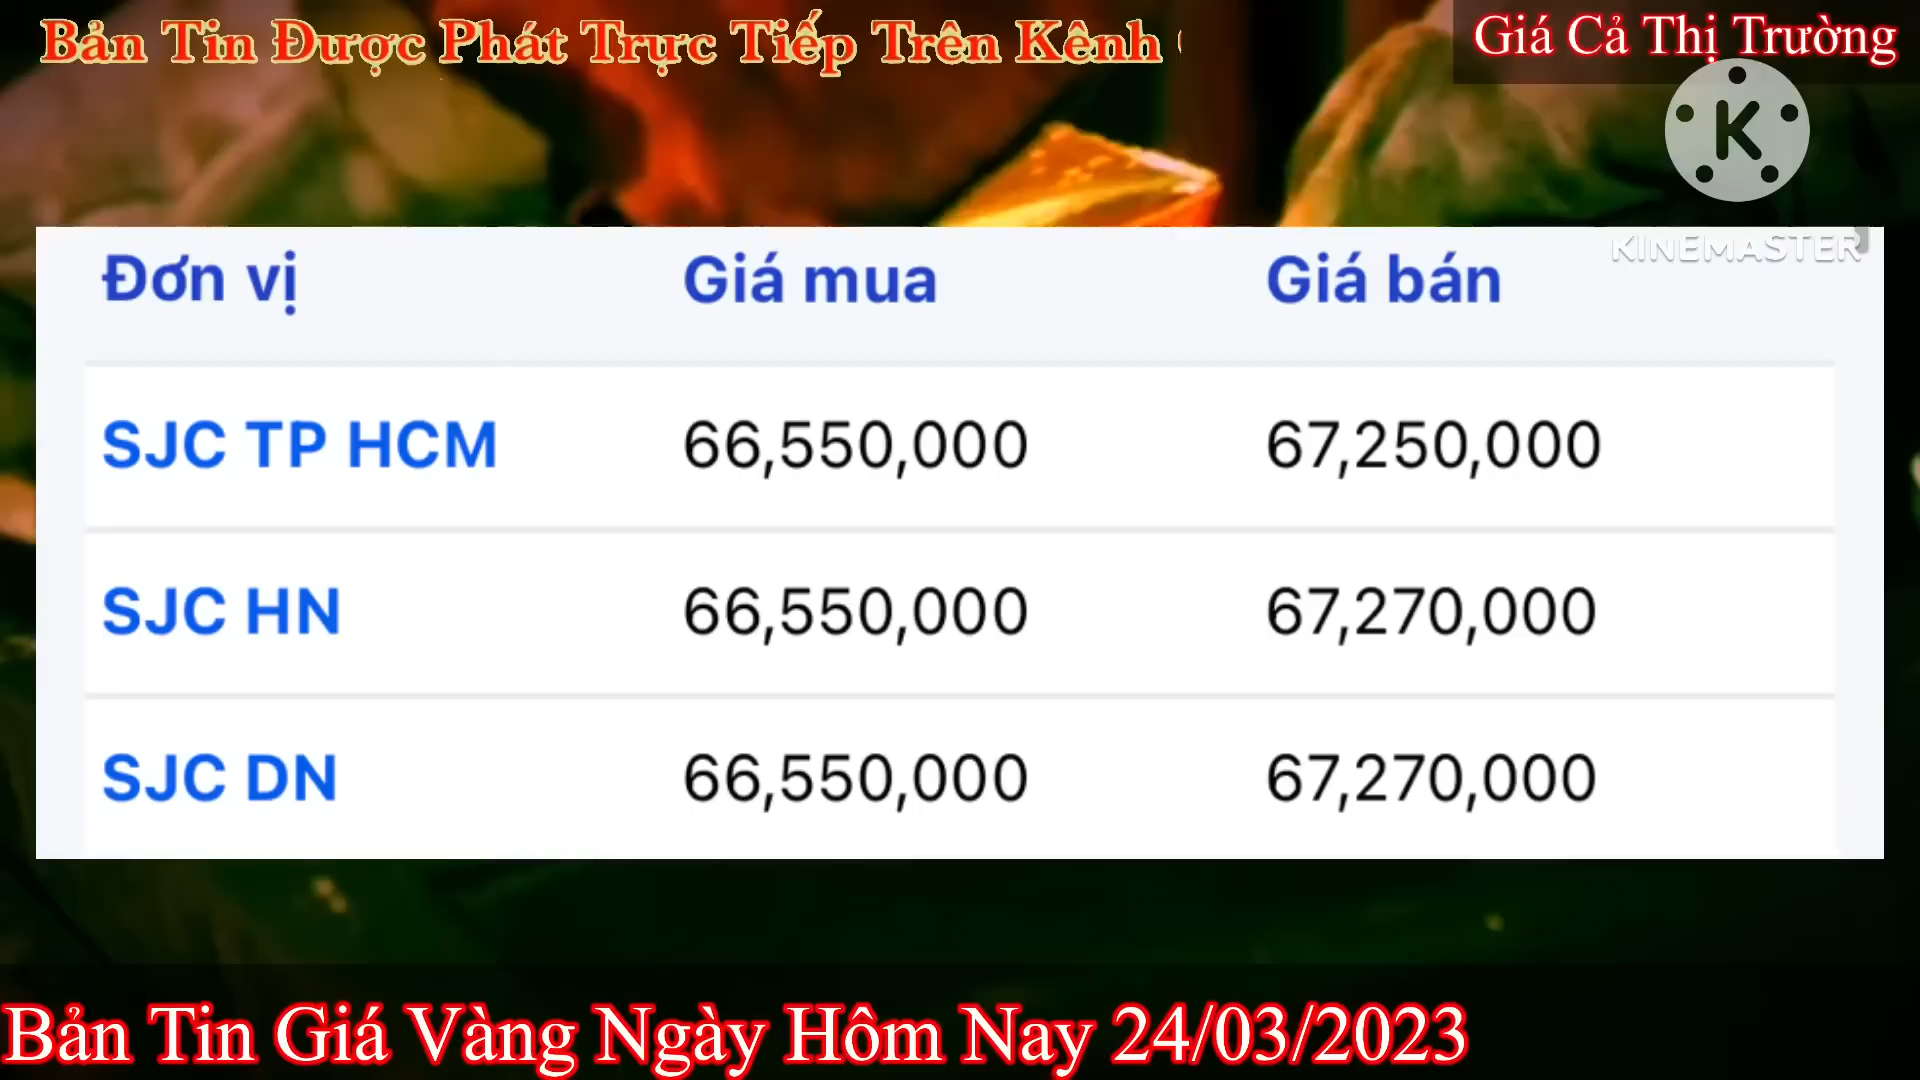 Bản Tin Được Phát Trực Tiếp Trên Kênh
Giá Cả Thị Trường
K
KINEMASTER
Đơn vị Giá mua Giá bán
SJC TP HCM 66,550,000 67,250,000
SJC HN 66,550,000 67,270,000
SJC DN 66,550,000 67,270,000
Bản Tin Giá Vàng Ngày Hôm Nay 24/03/2023